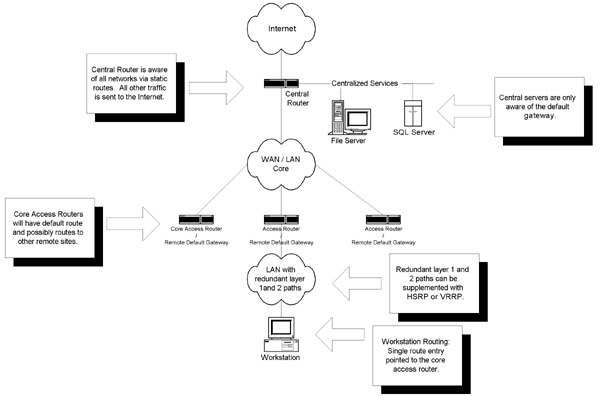 Internet
Central Router is aware
of all networks via static
routes. All other traffic
is sent to the Internet.
Centralized Services
Central
Router
File Server
SQL Server
Central servers are only
aware of the default
gateway.
WAN / LAN
Core
Core Access Routers
will have default route
and possibly routes to
other remote sites.
Core Access Router
/
Remote Default Gateway
Access Router
/
Remote Default Gateway
Access Router
/
Remote Default Gateway
LAN with
redundant layer
1and 2 paths
Redundant layer 1 and
2 paths can be
supplemented with
HSRP or VRRP.
Workstation
Workstation Routing:
Single route entry
pointed to the core
access router.